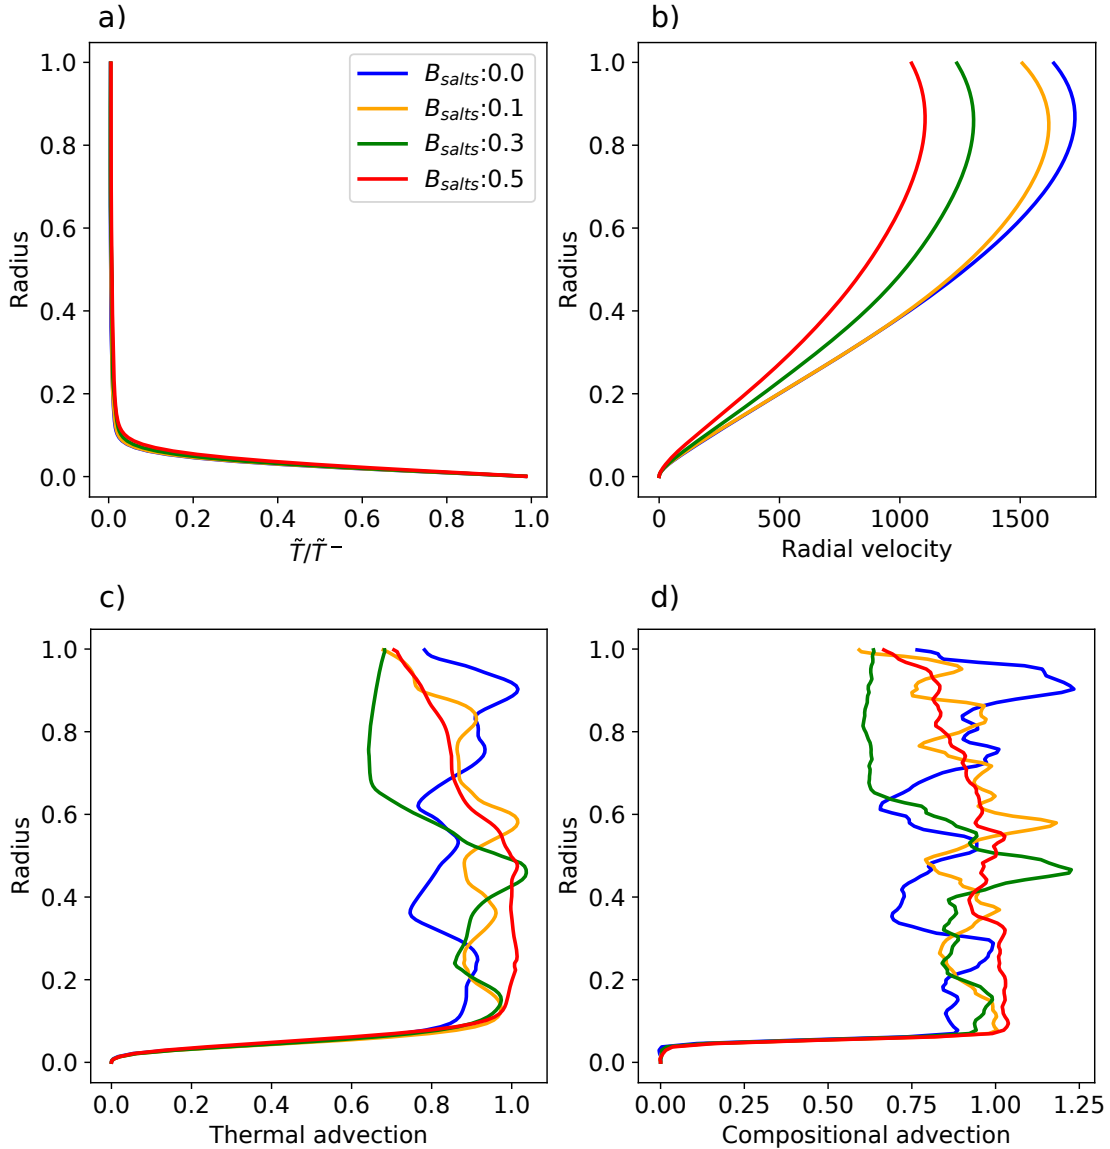 a)
1.0
0.8
0.6
0.4
0.2
0.0
Radius
B_salts:0.0
B_salts:0.1
B_salts:0.3
B_salts:0.5
0.0 0.2 0.4 0.6 0.8 1.0
T̃/T̃⁻
b)
1.0
0.8
0.6
0.4
0.2
0.0
Radius
0 500 1000 1500
Radial velocity
c)
1.0
0.8
0.6
0.4
0.2
0.0
Radius
0.0 0.2 0.4 0.6 0.8 1.0
Thermal advection
d)
1.0
0.8
0.6
0.4
0.2
0.0
Radius
0.00 0.25 0.50 0.75 1.00 1.25
Compositional advection